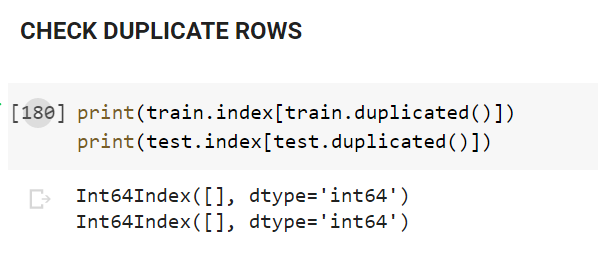 CHECK DUPLICATE ROWS
[180] print(train.index[train.duplicated()])
print(test.index[test.duplicated()])
Int64Index([], dtype='int64')
Int64Index([], dtype='int64')